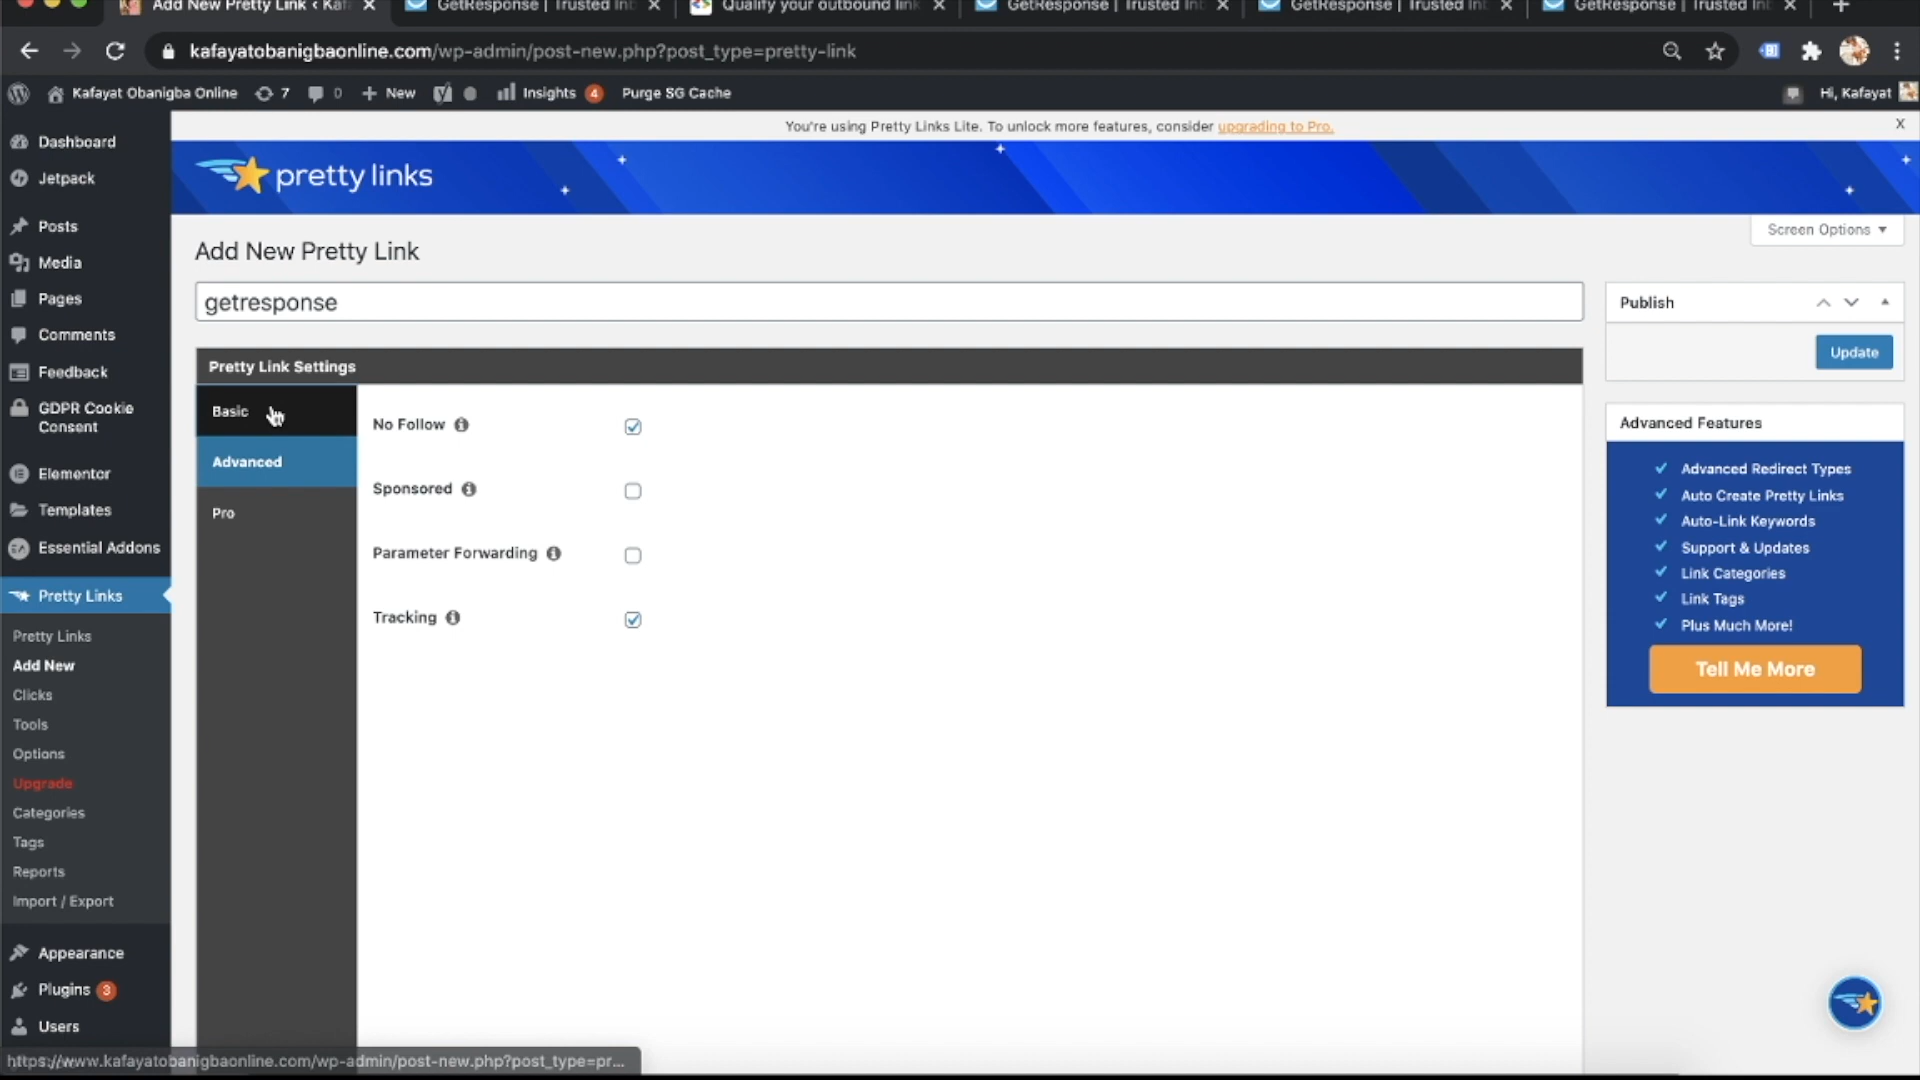 Add New Pretty Link ‹ Kaf
GetResponse | Trusted Int
Qualify your outbound link
GetResponse | Trusted Int
GetResponse | Trusted Int
GetResponse | Trusted Int
kafayatobanigbaonline.com/wp-admin/post-new.php?post_type=pretty-link
Kafayat Obanigba Online
7
0
+ New
Insights 4
Purge SG Cache
Hi, Kafayat
You're using Pretty Links Lite. To unlock more features, consider upgrading to Pro.
X
pretty links
Screen Options
Add New Pretty Link
getresponse
Dashboard
Jetpack
Posts
Media
Pages
Comments
Feedback
GDPR Cookie
Consent
Elementor
Templates
Essential Addons
Pretty Links
Pretty Links
Add New
Clicks
Tools
Options
Upgrade
Categories
Tags
Reports
Import / Export
Appearance
Plugins 3
Users
Pretty Link Settings
Basic
Advanced
Pro
No Follow
Sponsored
Parameter Forwarding
Tracking
Publish
Update
Advanced Features
Advanced Redirect Types
Auto Create Pretty Links
Auto-Link Keywords
Support & Updates
Link Categories
Link Tags
Plus Much More!
Tell Me More
https://www.kafayatobanigbaonline.com/wp-admin/post-new.php?post_type=pr...